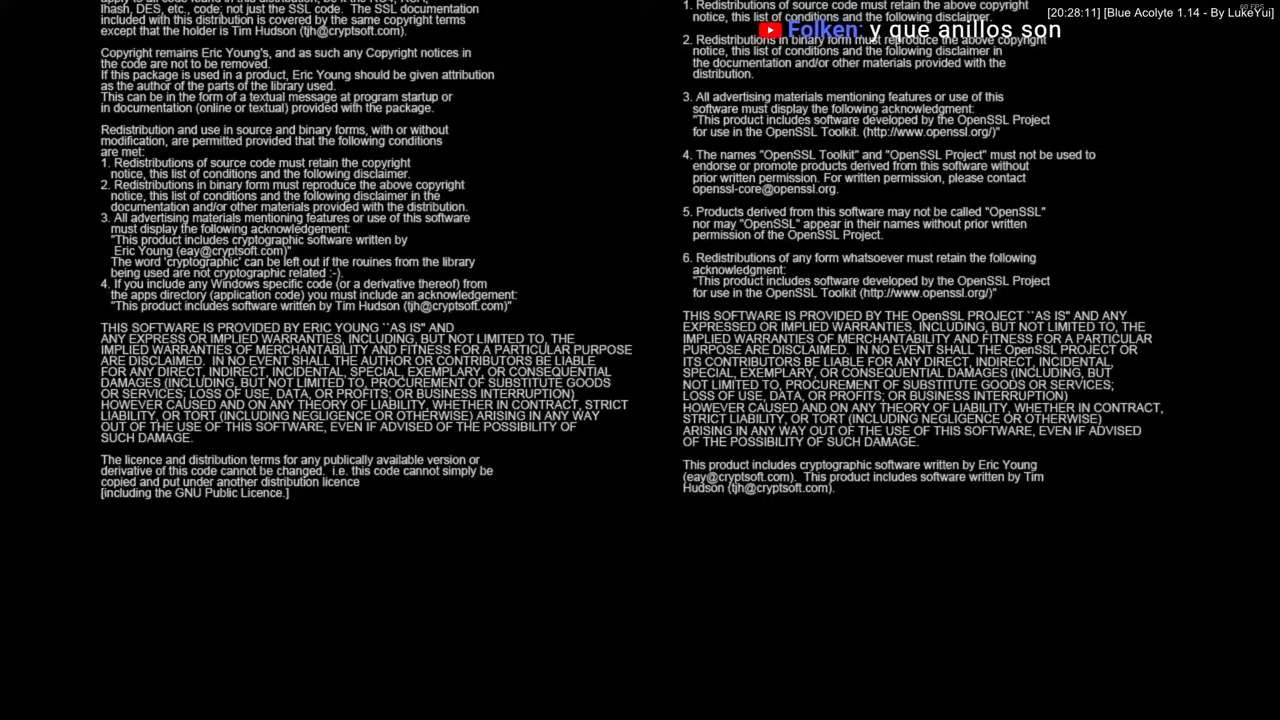 60 FPS
[20:28:11] [Blue Acolyte 1.14 - By LukeYui]
Folken: y que anillos son
lhash, DES, etc., code; not just the SSL code.  The SSL documentation
included with this distribution is covered by the same copyright terms
except that the holder is Tim Hudson (tjh@cryptsoft.com).
Copyright remains Eric Young's, and as such any Copyright notices in
the code are not to be removed.
If this package is used in a product, Eric Young should be given attribution
as the author of the parts of the library used.
This can be in the form of a textual message at program startup or
in documentation (online or textual) provided with the package.
Redistribution and use in source and binary forms, with or without
modification, are permitted provided that the following conditions
are met:
1. Redistributions of source code must retain the copyright
notice, this list of conditions and the following disclaimer.
2. Redistributions in binary form must reproduce the above copyright
notice, this list of conditions and the following disclaimer in the
documentation and/or other materials provided with the distribution.
3. All advertising materials mentioning features or use of this software
must display the following acknowledgement:
"This product includes cryptographic software written by
Eric Young (eay@cryptsoft.com)"
The word 'cryptographic' can be left out if the rouines from the library
being used are not cryptographic related :-).
4. If you include any Windows specific code (or a derivative thereof) from
the apps directory (application code) you must include an acknowledgement:
"This product includes software written by Tim Hudson (tjh@cryptsoft.com)"
THIS SOFTWARE IS PROVIDED BY ERIC YOUNG ``AS IS'' AND
ANY EXPRESS OR IMPLIED WARRANTIES, INCLUDING, BUT NOT LIMITED TO, THE
IMPLIED WARRANTIES OF MERCHANTABILITY AND FITNESS FOR A PARTICULAR PURPOSE
ARE DISCLAIMED.  IN NO EVENT SHALL THE AUTHOR OR CONTRIBUTORS BE LIABLE
FOR ANY DIRECT, INDIRECT, INCIDENTAL, SPECIAL, EXEMPLARY, OR CONSEQUENTIAL
DAMAGES (INCLUDING, BUT NOT LIMITED TO, PROCUREMENT OF SUBSTITUTE GOODS
OR SERVICES; LOSS OF USE, DATA, OR PROFITS; OR BUSINESS INTERRUPTION)
HOWEVER CAUSED AND ON ANY THEORY OF LIABILITY, WHETHER IN CONTRACT, STRICT
LIABILITY, OR TORT (INCLUDING NEGLIGENCE OR OTHERWISE) ARISING IN ANY WAY
OUT OF THE USE OF THIS SOFTWARE, EVEN IF ADVISED OF THE POSSIBILITY OF
SUCH DAMAGE.
The licence and distribution terms for any publically available version or
derivative of this code cannot be changed.  i.e. this code cannot simply be
copied and put under another distribution licence
[including the GNU Public Licence.]
1. Redistributions of source code must retain the above copyright
notice, this list of conditions and the following disclaimer.
2. Redistributions in binary form must reproduce the above copyright
notice, this list of conditions and the following disclaimer in
the documentation and/or other materials provided with the
distribution.
3. All advertising materials mentioning features or use of this
software must display the following acknowledgment:
"This product includes software developed by the OpenSSL Project
for use in the OpenSSL Toolkit. (http://www.openssl.org/)"
4. The names "OpenSSL Toolkit" and "OpenSSL Project" must not be used to
endorse or promote products derived from this software without
prior written permission. For written permission, please contact
openssl-core@openssl.org.
5. Products derived from this software may not be called "OpenSSL"
nor may "OpenSSL" appear in their names without prior written
permission of the OpenSSL Project.
6. Redistributions of any form whatsoever must retain the following
acknowledgment:
"This product includes software developed by the OpenSSL Project
for use in the OpenSSL Toolkit (http://www.openssl.org/)"
THIS SOFTWARE IS PROVIDED BY THE OpenSSL PROJECT ``AS IS'' AND ANY
EXPRESSED OR IMPLIED WARRANTIES, INCLUDING, BUT NOT LIMITED TO, THE
IMPLIED WARRANTIES OF MERCHANTABILITY AND FITNESS FOR A PARTICULAR
PURPOSE ARE DISCLAIMED.  IN NO EVENT SHALL THE OpenSSL PROJECT OR
ITS CONTRIBUTORS BE LIABLE FOR ANY DIRECT, INDIRECT, INCIDENTAL,
SPECIAL, EXEMPLARY, OR CONSEQUENTIAL DAMAGES (INCLUDING, BUT
NOT LIMITED TO, PROCUREMENT OF SUBSTITUTE GOODS OR SERVICES;
LOSS OF USE, DATA, OR PROFITS; OR BUSINESS INTERRUPTION)
HOWEVER CAUSED AND ON ANY THEORY OF LIABILITY, WHETHER IN CONTRACT,
STRICT LIABILITY, OR TORT (INCLUDING NEGLIGENCE OR OTHERWISE)
ARISING IN ANY WAY OUT OF THE USE OF THIS SOFTWARE, EVEN IF ADVISED
OF THE POSSIBILITY OF SUCH DAMAGE.
This product includes cryptographic software written by Eric Young
(eay@cryptsoft.com).  This product includes software written by Tim
Hudson (tjh@cryptsoft.com).